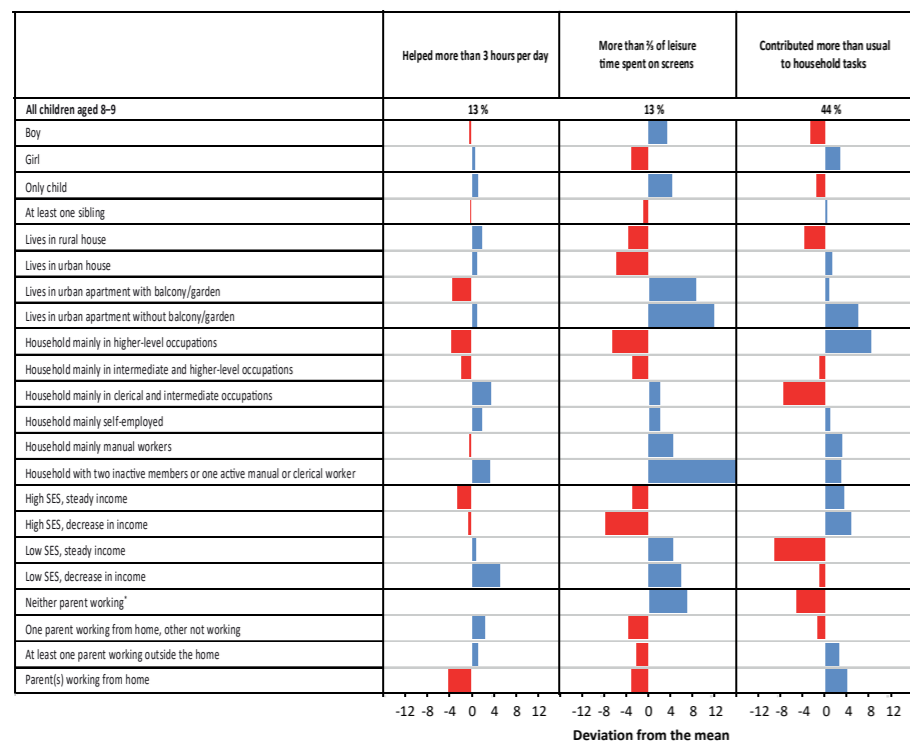 Helped more than 3 hours per day
More than ⅔ of leisure
time spent on screens
Contributed more than usual
to household tasks
All children aged 8–9 13 % 13 % 44 %
Boy
Girl
Only child
At least one sibling
Lives in rural house
Lives in urban house
Lives in urban apartment with balcony/garden
Lives in urban apartment without balcony/garden
Household mainly in higher-level occupations
Household mainly in intermediate and higher-level occupations
Household mainly in clerical and intermediate occupations
Household mainly self-employed
Household mainly manual workers
Household with two inactive members or one active manual or clerical worker
High SES, steady income
High SES, decrease in income
Low SES, steady income
Low SES, decrease in income
Neither parent working*
One parent working from home, other not working
At least one parent working outside the home
Parent(s) working from home
-12 -8 -4 0 4 8 12 -12 -8 -4 0 4 8 12 -12 -8 -4 0 4 8 12
Deviation from the mean